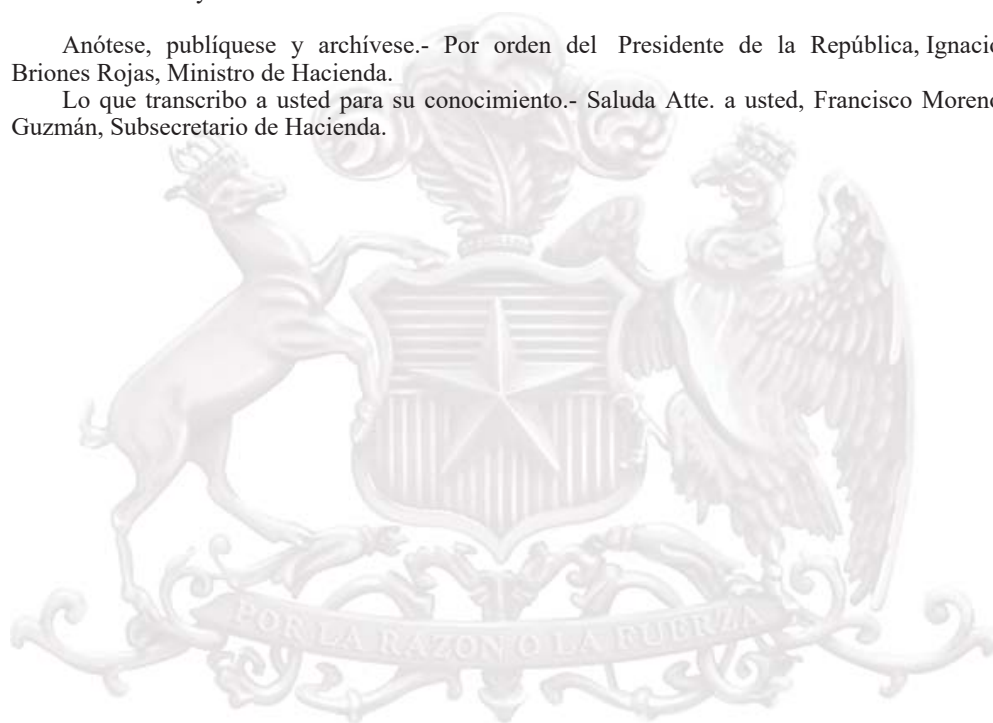 Anótese, publíquese y archívese.- Por orden del Presidente de la República, Ignacio
Briones Rojas, Ministro de Hacienda.
Lo que transcribo a usted para su conocimiento.- Saluda Atte. a usted, Francisco Moreno
Guzmán, Subsecretario de Hacienda.
POR LA RAZON O LA FUERZA